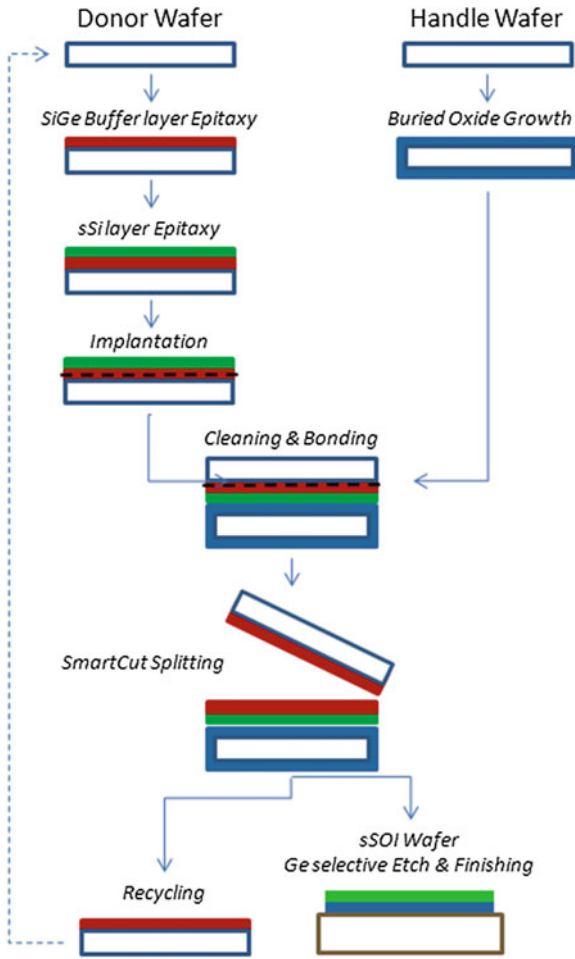 Donor Wafer
Handle Wafer
SiGe Buffer layer Epitaxy
Buried Oxide Growth
sSi layer Epitaxy
Implantation
Cleaning & Bonding
SmartCut Splitting
sSOI Wafer
Ge selective Etch & Finishing
Recycling